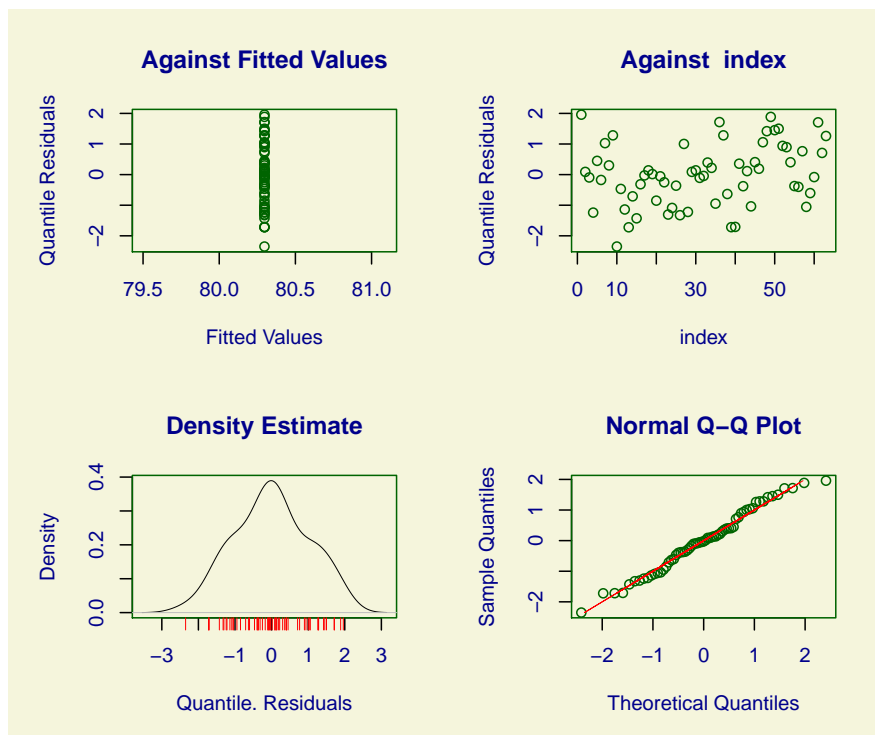 Against Fitted Values
Quantile Residuals
2
1
0
−2
79.5 80.0 80.5 81.0
Fitted Values
Against index
Quantile Residuals
2
1
0
−2
0 10 30 50
index
Density Estimate
Density
0.4
0.2
0.0
−3 −1 0 1 2 3
Quantile. Residuals
Normal Q−Q Plot
Sample Quantiles
2
1
0
−2
−2 −1 0 1 2
Theoretical Quantiles